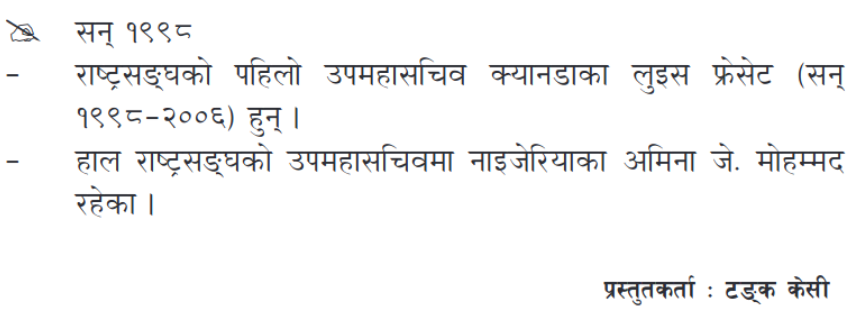 ✍ सन् १९९८
– राष्ट्रसङ्घको पहिलो उपमहासचिव क्यानडाका लुइस फ्रेसेट (सन्
१९९८-२००६) हुन् ।
– हाल राष्ट्रसङ्घको उपमहासचिवमा नाइजेरियाका अमिना जे. मोहम्मद
रहेका ।
प्रस्तुतकर्ता : टङ्क केसी